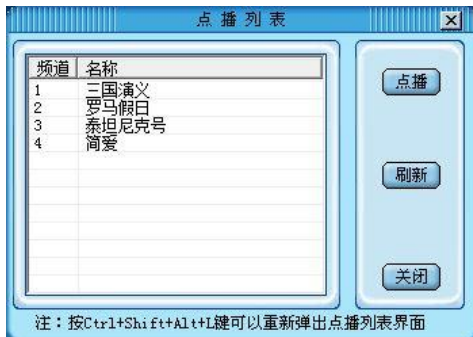 点播列表
频道 名称
1 三国演义
2 罗马假日
3 泰坦尼克号
4 简爱
点播
刷新
关闭
注：按Ctrl+Shift+Alt+L键可以重新弹出点播列表界面